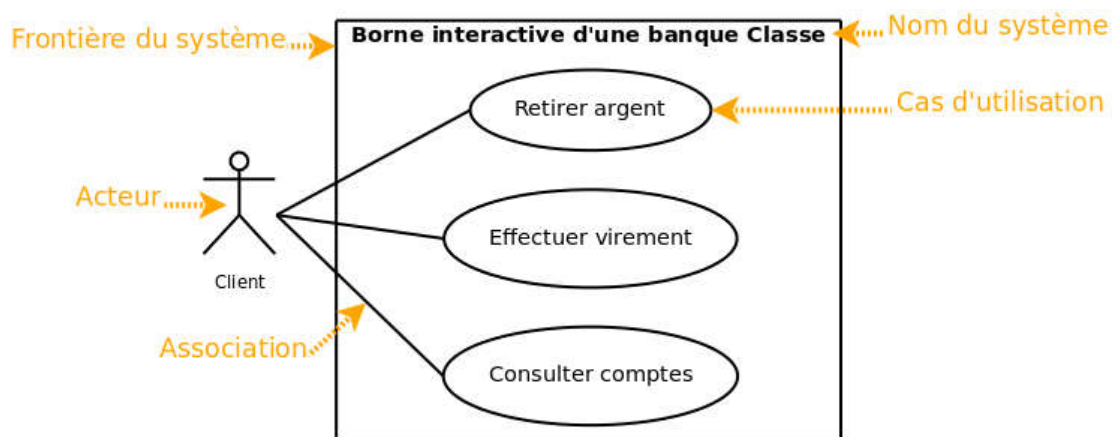 Frontière du système
Borne interactive d'une banque Classe
Nom du système
Retirer argent
Cas d'utilisation
Acteur
Effectuer virement
Client
Association
Consulter comptes